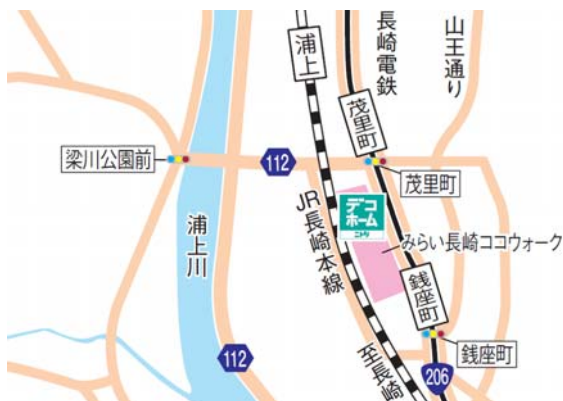 浦上
長崎電鉄
山王通り
茂里町
梁川公園前
112
茂里町
デコ
ホーム
ニトリ
みらい長崎ココウォーク
JR長崎本線
浦上川
銭座町
銭座町
112
至長崎
206